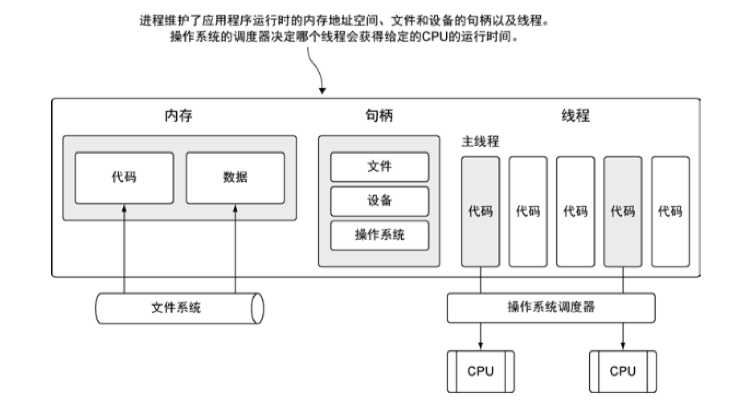 进程维护了应用程序运行时的内存地址空间、文件和设备的句柄以及线程。
操作系统的调度器决定哪个线程会获得给定的CPU的运行时间。
内存
句柄
线程
主线程
代码
数据
文件
设备
操作系统
代码
代码
代码
代码
代码
文件系统
操作系统调度器
CPU
CPU